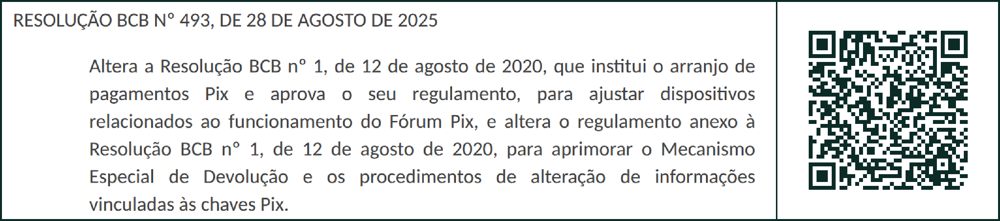 RESOLUÇÃO BCB Nº 493, DE 28 DE AGOSTO DE 2025
Altera a Resolução BCB nº 1, de 12 de agosto de 2020, que institui o arranjo de
pagamentos Pix e aprova o seu regulamento, para ajustar dispositivos
relacionados ao funcionamento do Fórum Pix, e altera o regulamento anexo à
Resolução BCB nº 1, de 12 de agosto de 2020, para aprimorar o Mecanismo
Especial de Devolução e os procedimentos de alteração de informações
vinculadas às chaves Pix.